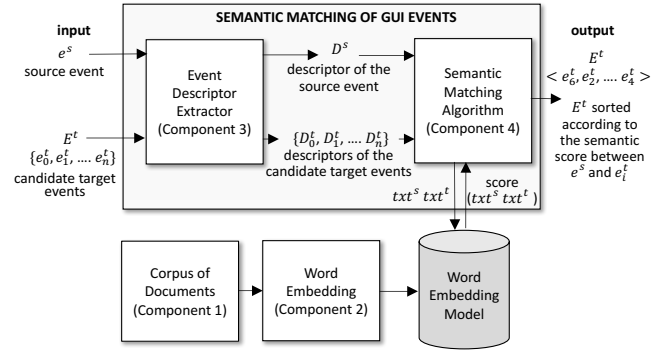 SEMANTIC MATCHING OF GUI EVENTS
input
e^s
source event
E^t
{e_0^t, e_1^t, …. e_n^t}
candidate target
events
Event
Descriptor
Extractor
(Component 3)
D^s
descriptor of the
source event
{D_0^t, D_1^t, …. D_n^t}
descriptors of the
candidate target events
Semantic
Matching
Algorithm
(Component 4)
output
E^t
< e_6^t, e_2^t, …. e_4^t >
E^t sorted
according to
the semantic
score between
e^s and e_i^t
txt^s txt^t
score
(txt^s txt^t)
Corpus of
Documents
(Component 1)
Word
Embedding
(Component 2)
Word
Embedding
Model